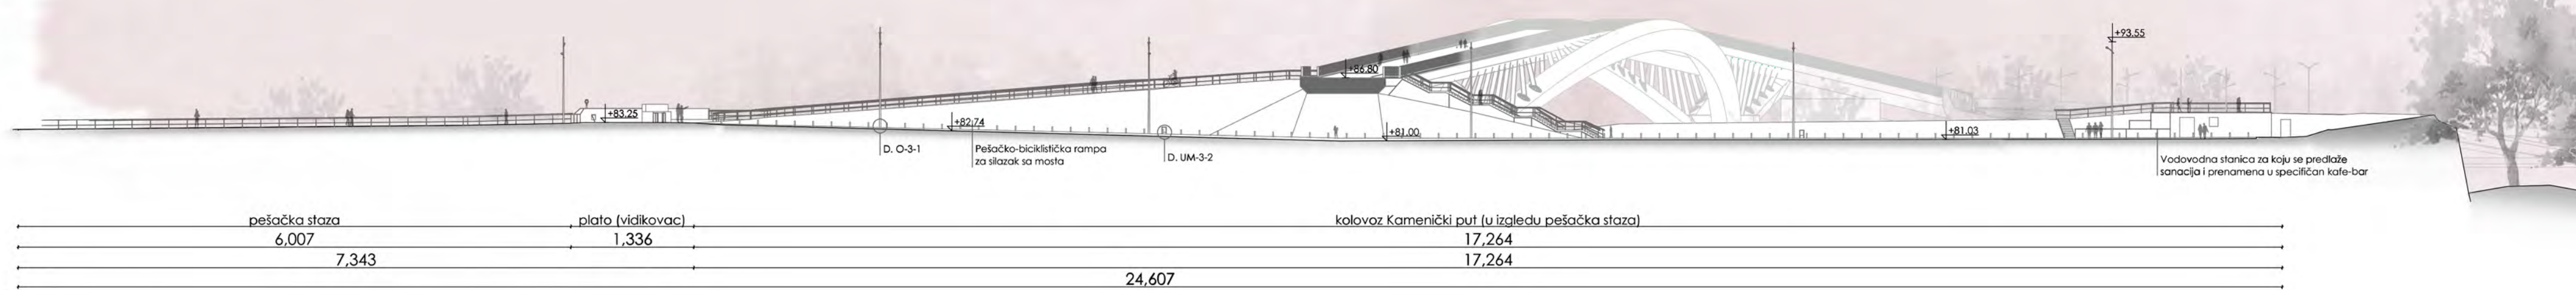 +93.55
+86.80
+83.25
+82.74
+81.00
+81.03
D. O-3-1
Pešačko-biciklistička rampa
za silazak sa mosta
D. UM-3-2
Vodovodna stanica za koju se predlaže
sanacija i prenamena u specifičan kafe-bar
pešačka staza
plato (vidikovac)
kolovoz Kamenički put (u izgledu pešačka staza)
6,007
1,336
17,264
7,343
17,264
24,607